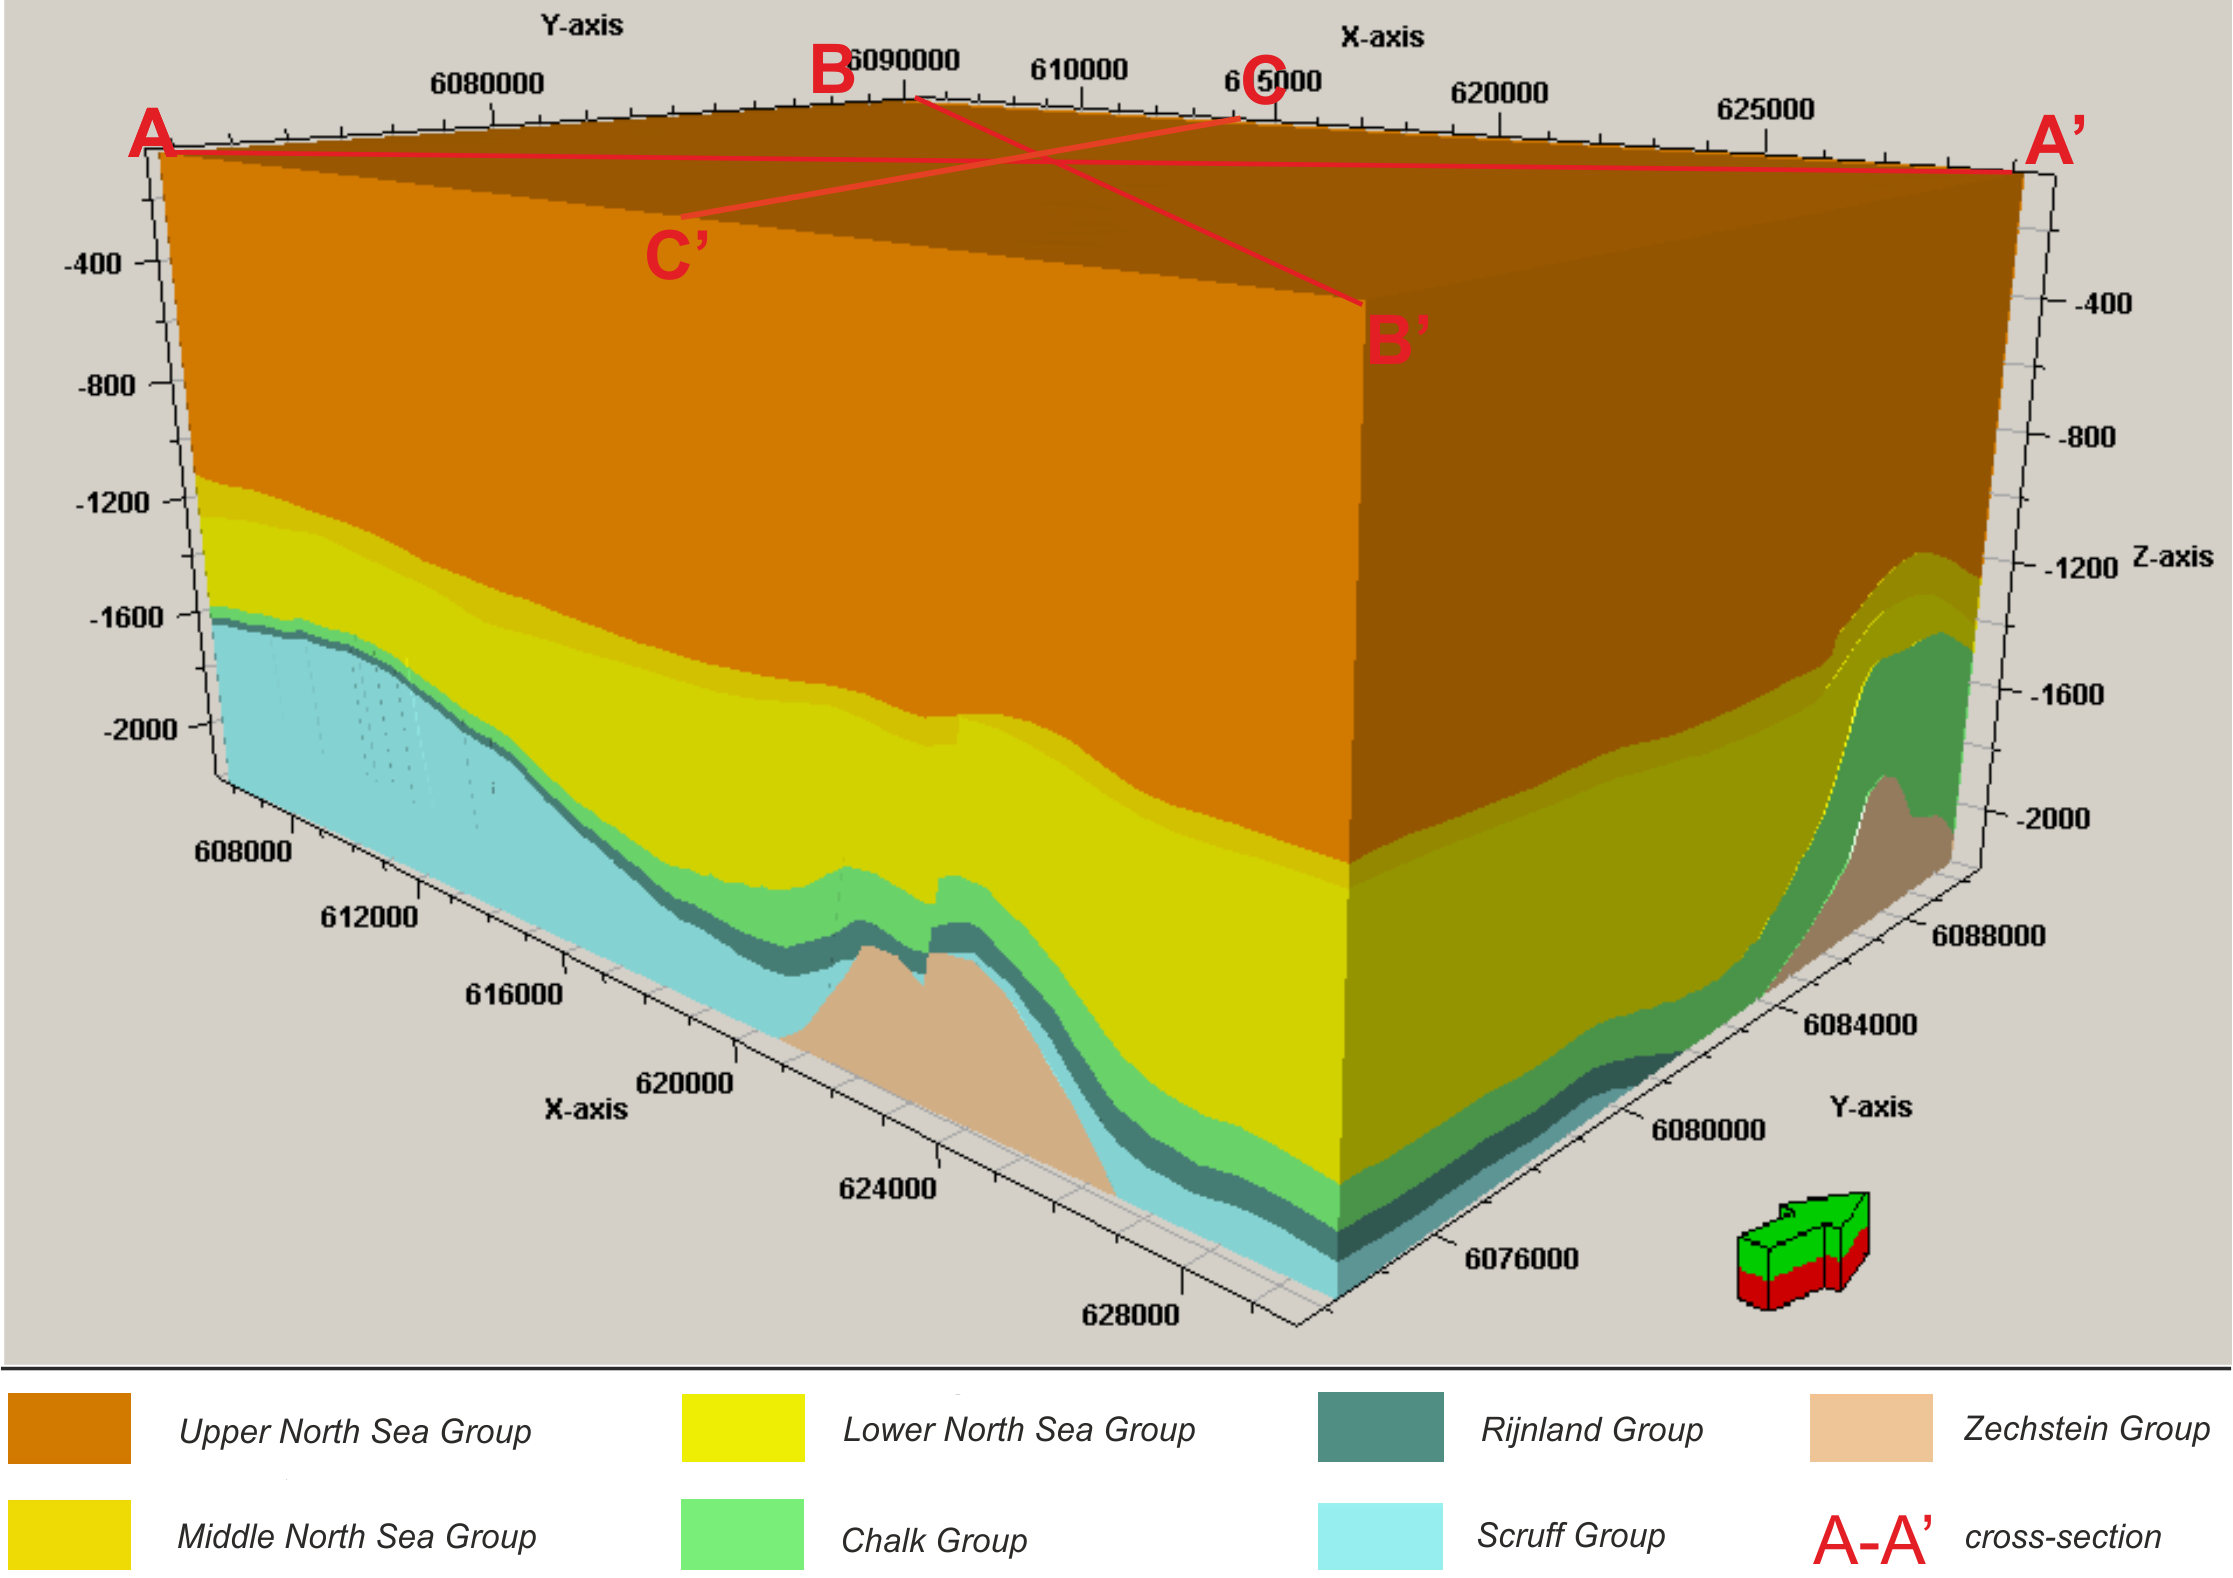 Y-axis
X-axis
B
6090000
610000
C
615000
6080000
620000
625000
A
A’
C’
B’
-400
-400
-800
-800
-1200
-1200
Z-axis
-1600
-1600
-2000
-2000
608000
612000
616000
620000
624000
628000
X-axis
6088000
6084000
6080000
6076000
Y-axis
Upper North Sea Group
Lower North Sea Group
Rijnland Group
Zechstein Group
Middle North Sea Group
Chalk Group
Scruff Group
A-A’ cross-section